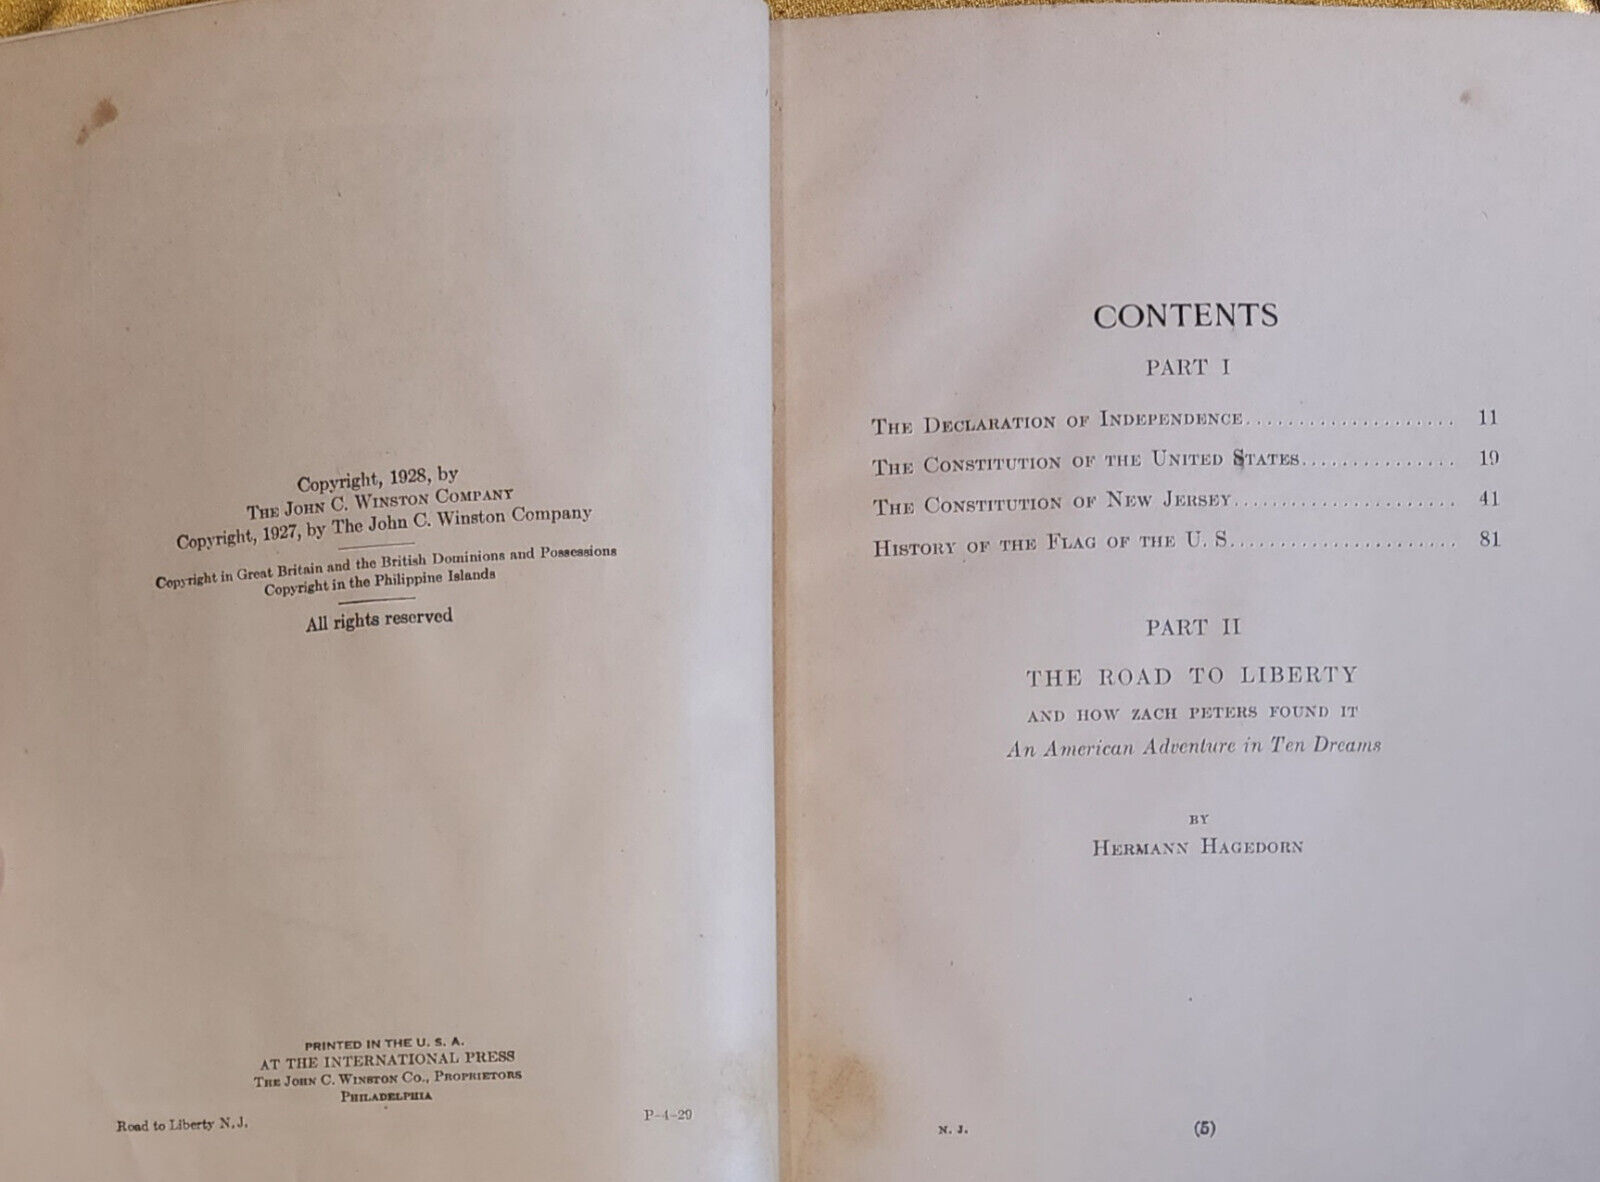 Copyright, 1928, by
THE JOHN C. WINSTON COMPANY
Copyright, 1927, by The John C. Winston Company
Copyright in Great Britain and the British Dominions and Possessions
Copyright in the Philippine Islands
All rights reserved
PRINTED IN THE U. S. A.
AT THE INTERNATIONAL PRESS
THE JOHN C. WINSTON CO., PROPRIETORS
PHILADELPHIA
Road to Liberty N. J.
P-4-29
CONTENTS
PART I
THE DECLARATION OF INDEPENDENCE.................... 11
THE CONSTITUTION OF THE UNITED STATES............... 19
THE CONSTITUTION OF NEW JERSEY..................... 41
HISTORY OF THE FLAG OF THE U. S...................... 81
PART II
THE ROAD TO LIBERTY
AND HOW ZACH PETERS FOUND IT
An American Adventure in Ten Dreams
BY
HERMANN HAGEDORN
N. J.
(5)